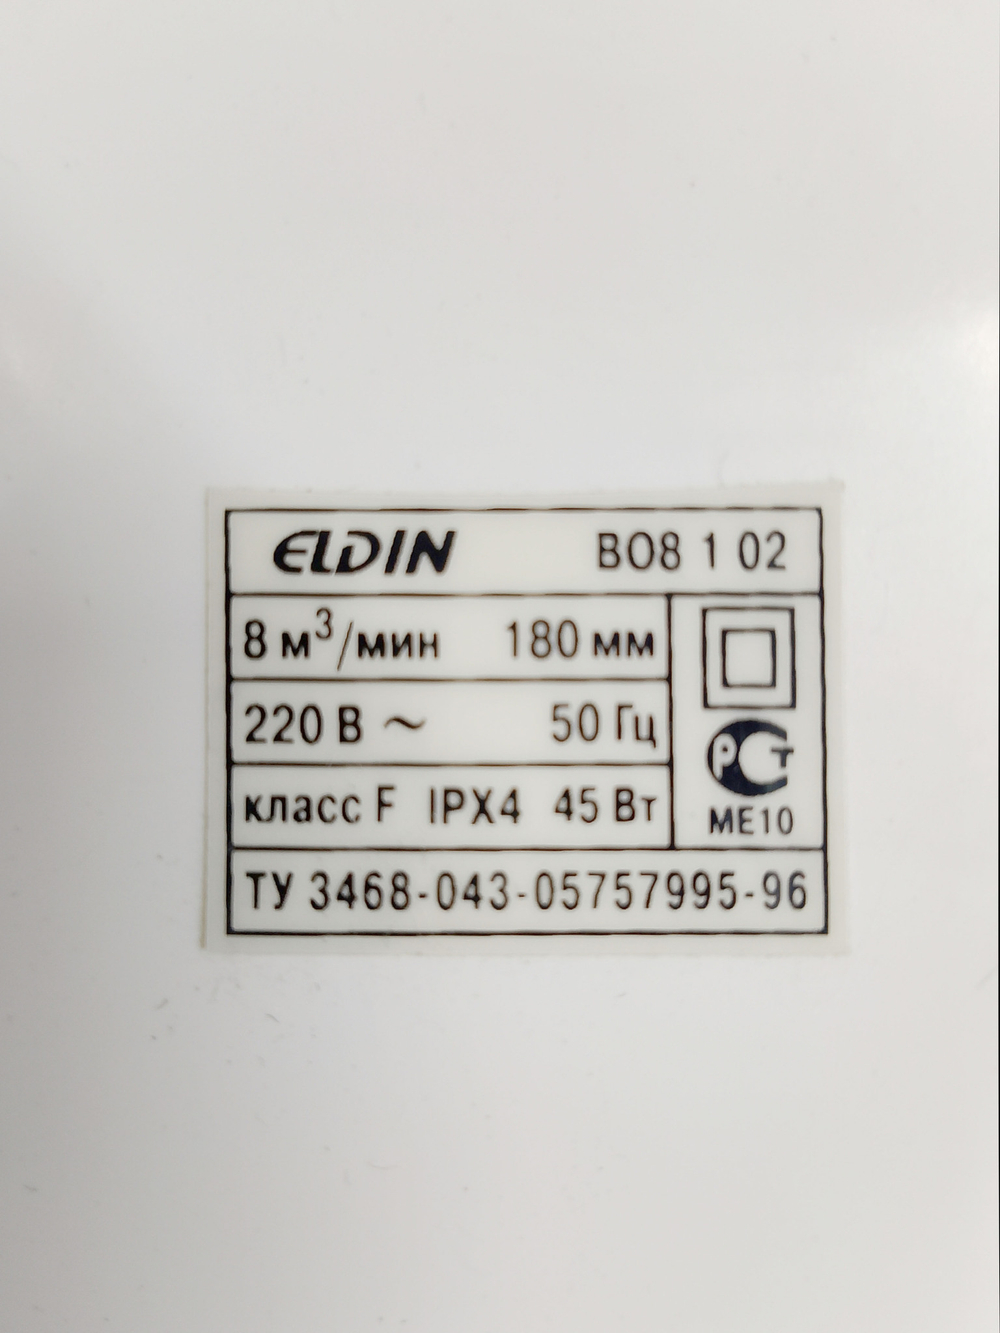 ELDIN ВО8 1 02
8 м³/мин 180 мм
220 В ~ 50 Гц
РСТ
класс F IPX4 45 Вт
МЕ10
ТУ 3468-043-05757995-96